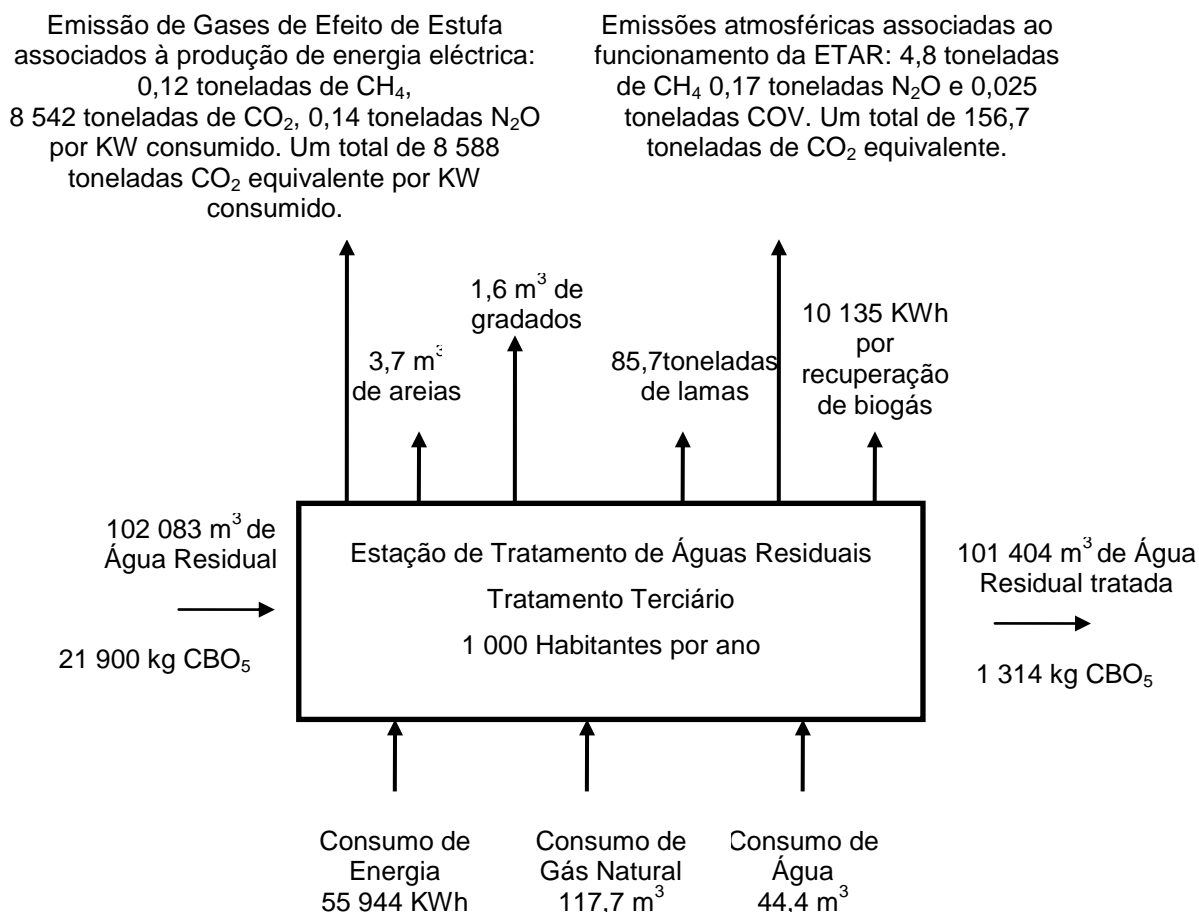 Emissão de Gases de Efeito de Estufa
associados à produção de energia eléctrica:
0,12 toneladas de CH₄,
8 542 toneladas de CO₂, 0,14 toneladas N₂O
por KW consumido. Um total de 8 588
toneladas CO₂ equivalente por KW
consumido.
Emissões atmosféricas associadas ao
funcionamento da ETAR: 4,8 toneladas
de CH₄ 0,17 toneladas N₂O e 0,025
toneladas COV. Um total de 156,7
toneladas de CO₂ equivalente.
3,7 m³
de areias
1,6 m³ de
gradados
85,7toneladas
de lamas
10 135 KWh
por
recuperação
de biogás
102 083 m³ de
Água Residual
21 900 kg CBO₅
Estação de Tratamento de Águas Residuais
Tratamento Terciário
1 000 Habitantes por ano
101 404 m³ de Água
Residual tratada
1 314 kg CBO₅
Consumo de
Energia
55 944 KWh
Consumo de
Gás Natural
117,7 m³
Consumo de
Água
44,4 m³